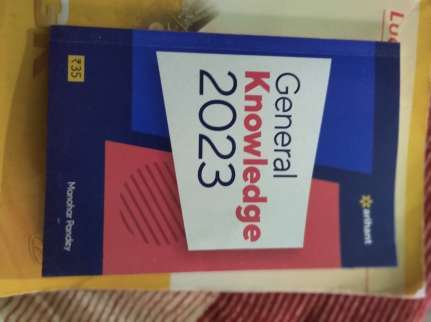 arihant
General
Knowledge
2023
₹35
Manohar Pandey